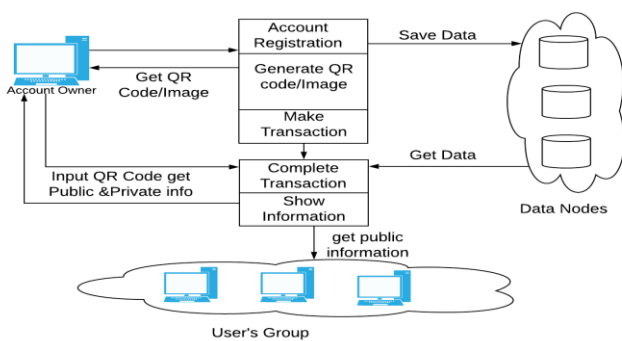 Account
Registration
Save Data
Get QR
Code/Image
Account Owner
Generate QR
code/Image
Make
Transaction
Input QR Code get
Public &Private info
Complete
Transaction
Get Data
Show
Information
Data Nodes
get public
information
User's Group